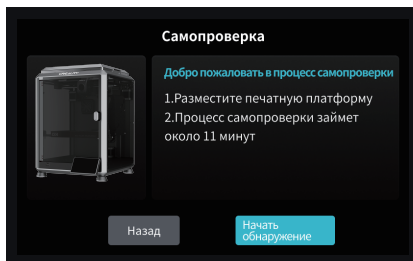 Самопроверка
Добро пожаловать в процесс самопроверки
1.Разместите печатную платформу
2.Процесс самопроверки займет
около 11 минут
Назад
Начать
обнаружение